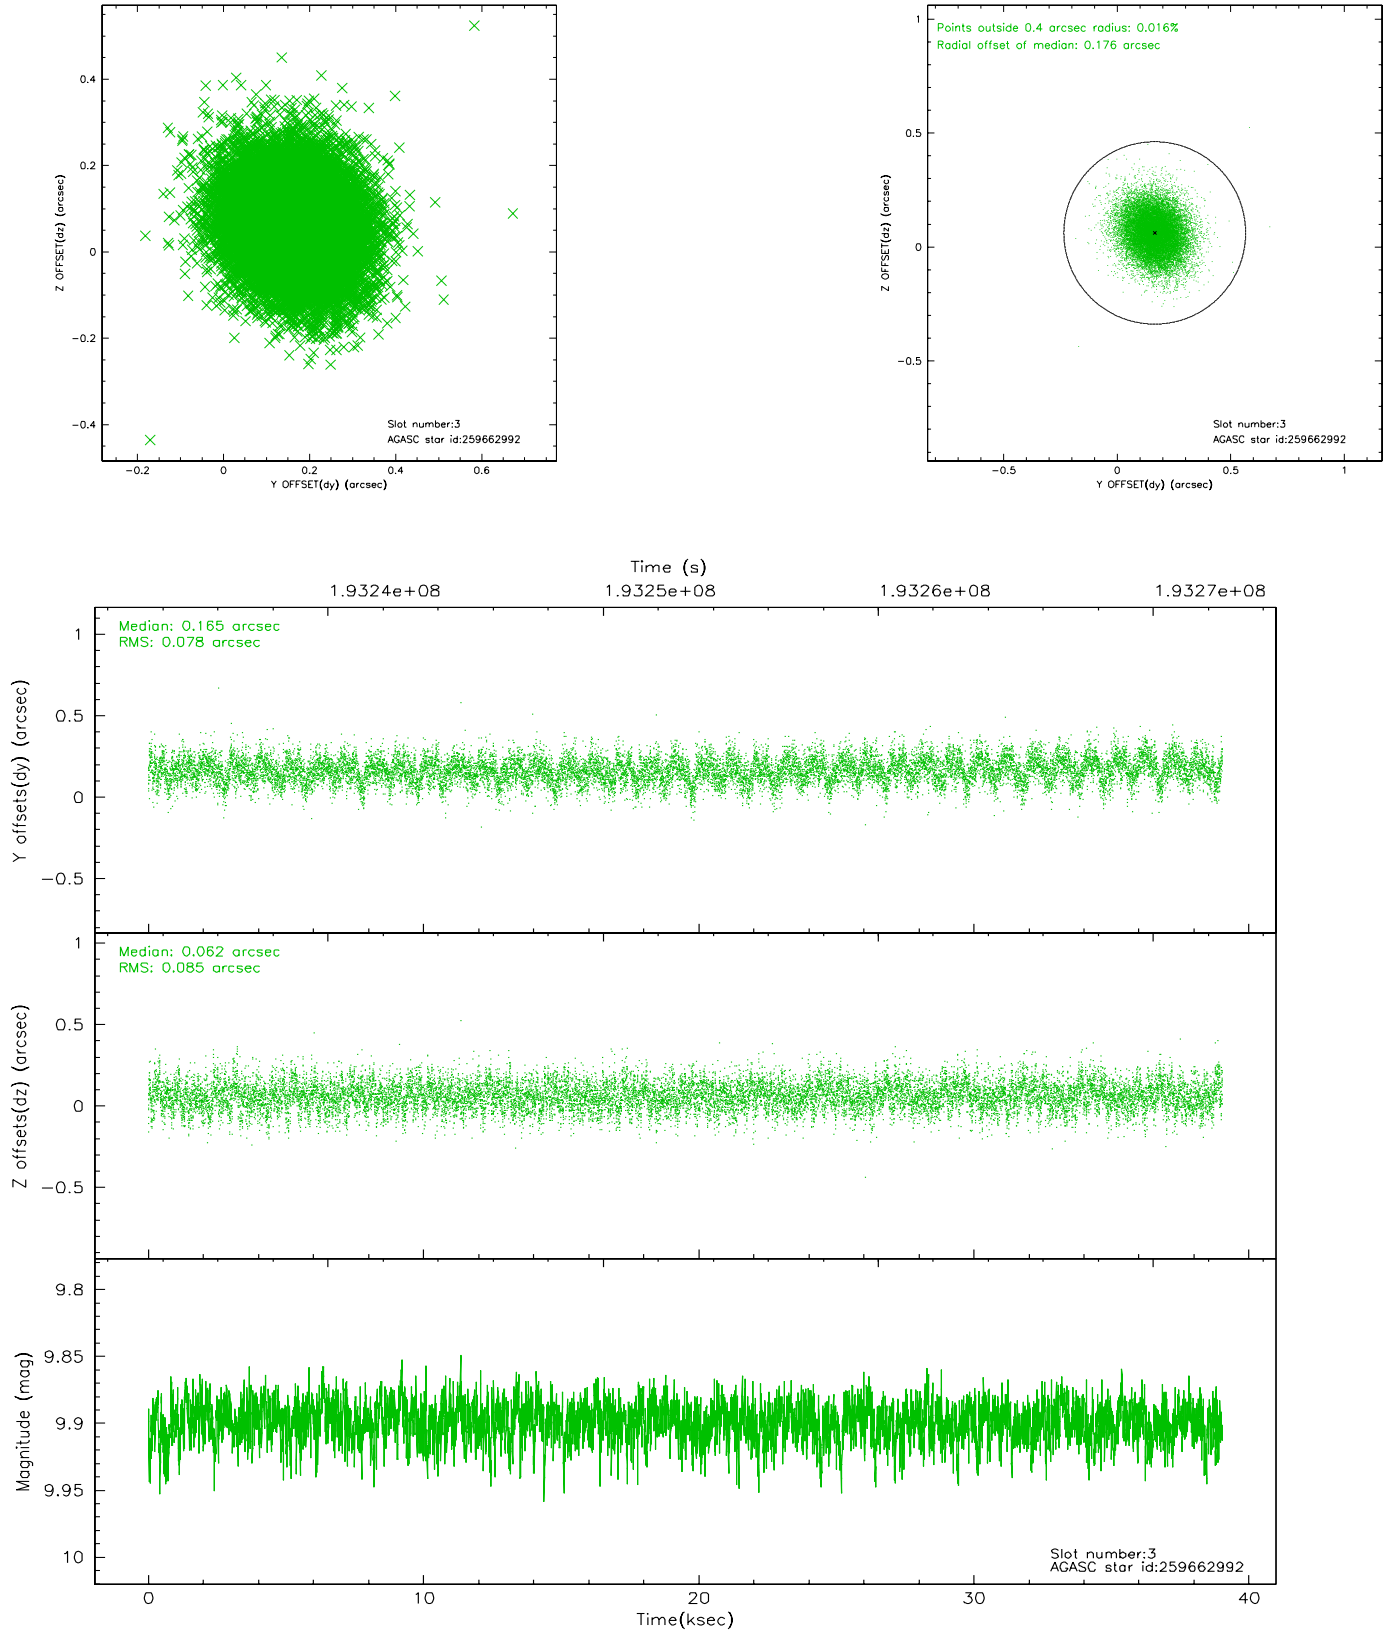 0.4
0.2
0
−0.2
−0.4
Z OFFSET(dz) (arcsec)
Slot number:3
AGASC star id:259662992
−0.2 0 0.2 0.4 0.6
Y OFFSET(dy) (arcsec)
Points outside 0.4 arcsec radius: 0.016%
Radial offset of median: 0.176 arcsec
1
0.5
0
−0.5
Z OFFSET(dz) (arcsec)
Slot number:3
AGASC star id:259662992
−0.5 0 0.5 1
Y OFFSET(dy) (arcsec)
Time (s)
1.9324e+08 1.9325e+08 1.9326e+08 1.9327e+08
Median: 0.165 arcsec
RMS: 0.078 arcsec
1
0.5
0
−0.5
Y offsets(dy) (arcsec)
Median: 0.062 arcsec
RMS: 0.085 arcsec
1
0.5
0
−0.5
Z offsets(dz) (arcsec)
9.8
9.85
9.9
9.95
10
Magnitude (mag)
Slot number:3
AGASC star id:259662992
0 10 20 30 40
Time(ksec)